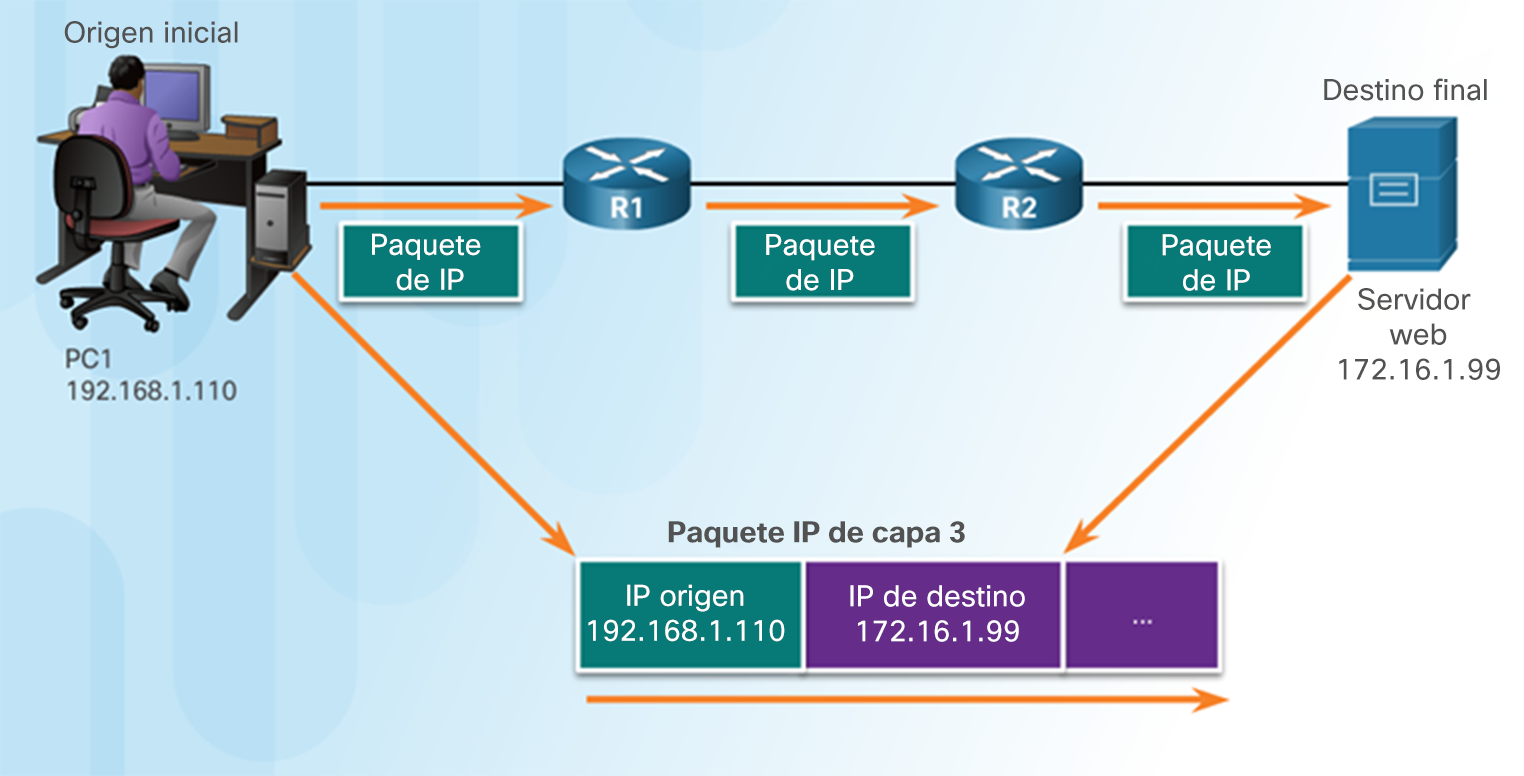 Origen inicial
Destino final
R1
R2
Paquete
de IP
Paquete
de IP
Paquete
de IP
PC1
192.168.1.110
Servidor
web
172.16.1.99
Paquete IP de capa 3
IP origen
192.168.1.110
IP de destino
172.16.1.99
...